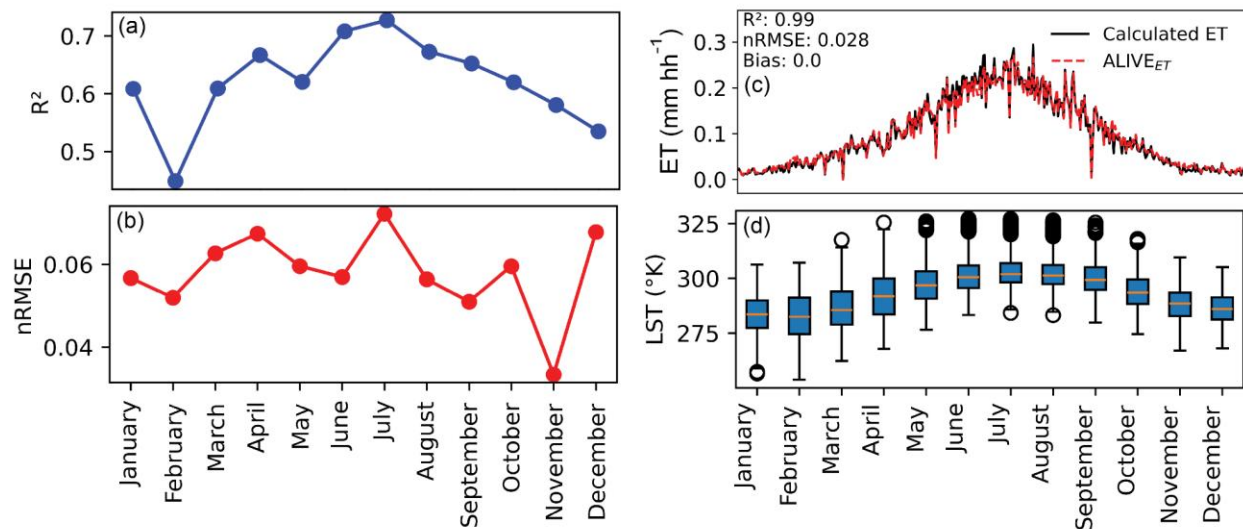 (a)
R²
0.7
0.6
0.5
(b)
nRMSE
0.06
0.04
January
February
March
April
May
June
July
August
September
October
November
December
R²: 0.99
nRMSE: 0.028
Bias: 0.0
(c)
Calculated ET
ALIVE_ET
ET (mm hh⁻¹)
0.3
0.2
0.1
0.0
(d)
LST (°K)
325
300
275
January
February
March
April
May
June
July
August
September
October
November
December